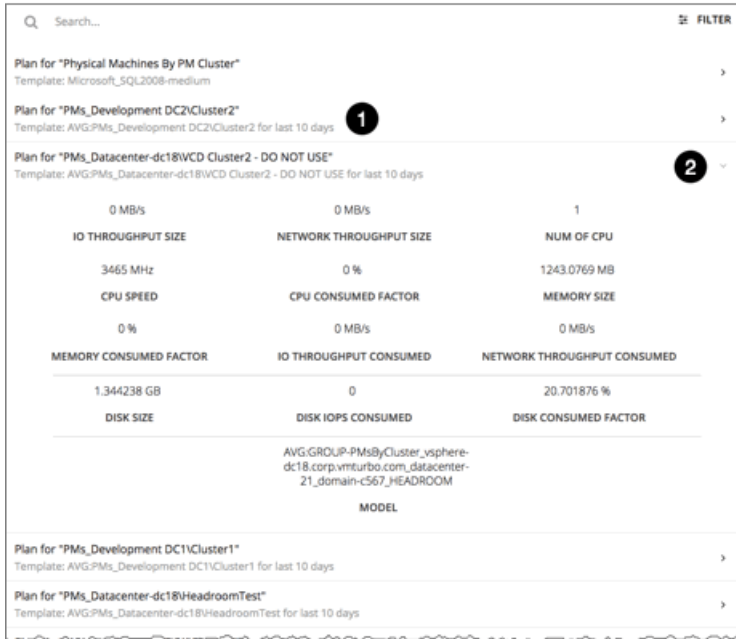 Search...
FILTER
Plan for "Physical Machines By PM Cluster"
Template: Microsoft_SQL2008-medium
Plan for "PMs_Development DC2\Cluster2"
Template: AVG:PMs_Development DC2\Cluster2 for last 10 days
1
Plan for "PMs_Datacenter-dc18\VCD Cluster2 - DO NOT USE"
Template: AVG:PMs_Datacenter-dc18\VCD Cluster2 - DO NOT USE for last 10 days
2
0 MB/s 0 MB/s 1
IO THROUGHPUT SIZE NETWORK THROUGHPUT SIZE NUM OF CPU
3465 MHz 0 % 1243.0769 MB
CPU SPEED CPU CONSUMED FACTOR MEMORY SIZE
0 % 0 MB/s 0 MB/s
MEMORY CONSUMED FACTOR IO THROUGHPUT CONSUMED NETWORK THROUGHPUT CONSUMED
1.344238 GB 0 20.701876 %
DISK SIZE DISK IOPS CONSUMED DISK CONSUMED FACTOR
AVG:GROUP-PMsByCluster_vsphere-
dc18.corp.vmturbo.com_datacenter-
21_domain-c567_HEADROOM
MODEL
Plan for "PMs_Development DC1\Cluster1"
Template: AVG:PMs_Development DC1\Cluster1 for last 10 days
Plan for "PMs_Datacenter-dc18\HeadroomTest"
Template: AVG:PMs_Datacenter-dc18\HeadroomTest for last 10 days